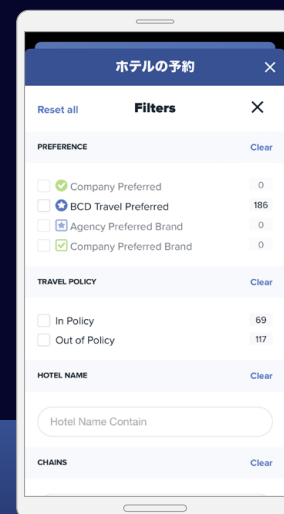 ホテルの予約
Reset all Filters
PREFERENCE Clear
Company Preferred 0
BCD Travel Preferred 186
Agency Preferred Brand 0
Company Preferred Brand 0
TRAVEL POLICY Clear
In Policy 69
Out of Policy 117
HOTEL NAME Clear
Hotel Name Contain
CHAINS Clear